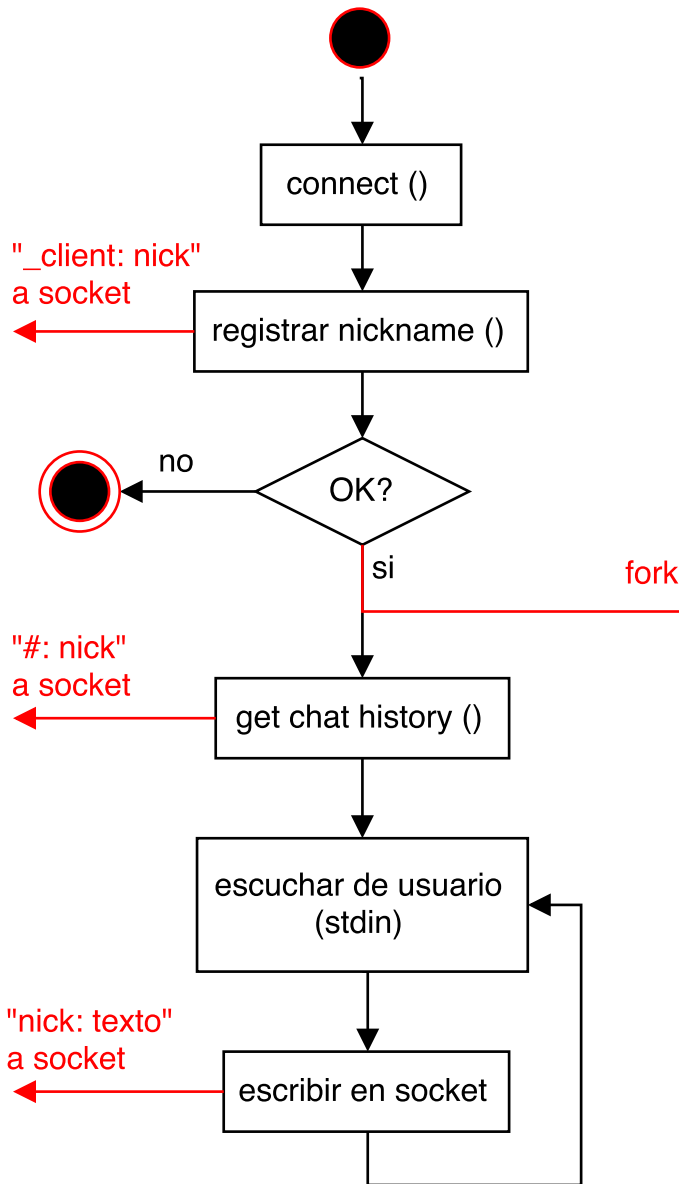 connect ()
"_client: nick"
a socket
registrar nickname ()
no
OK?
si
fork
"#: nick"
a socket
get chat history ()
escuchar de usuario
(stdin)
"nick: texto"
a socket
escribir en socket